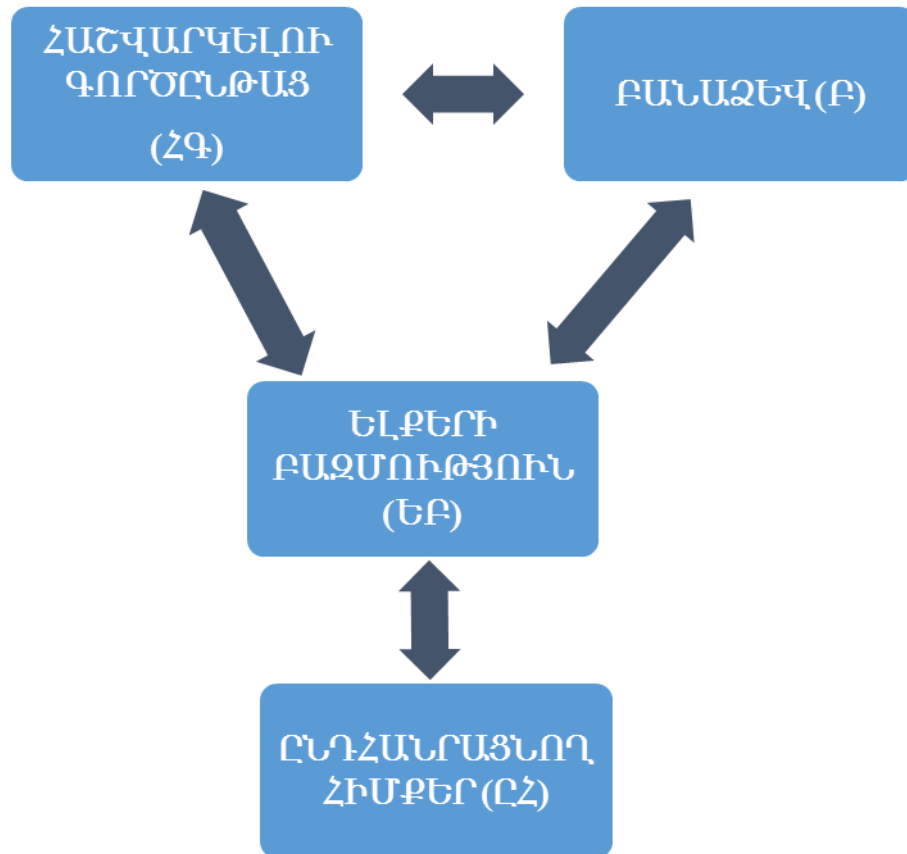 ՀԱՇՎԱՐԿԵԼՈՒ
ԳՈՐԾԸՆԹԱՑ
(ՀԳ)
ԲԱՆԱՁԵՎ (Բ)
ԵԼՔԵՐԻ
ԲԱԶՄՈՒԹՅՈՒՆ
(ԵԲ)
ԸՆԴՀԱՆՐԱՑՆՈՂ
ՀԻՄՔԵՐ (ԸՀ)